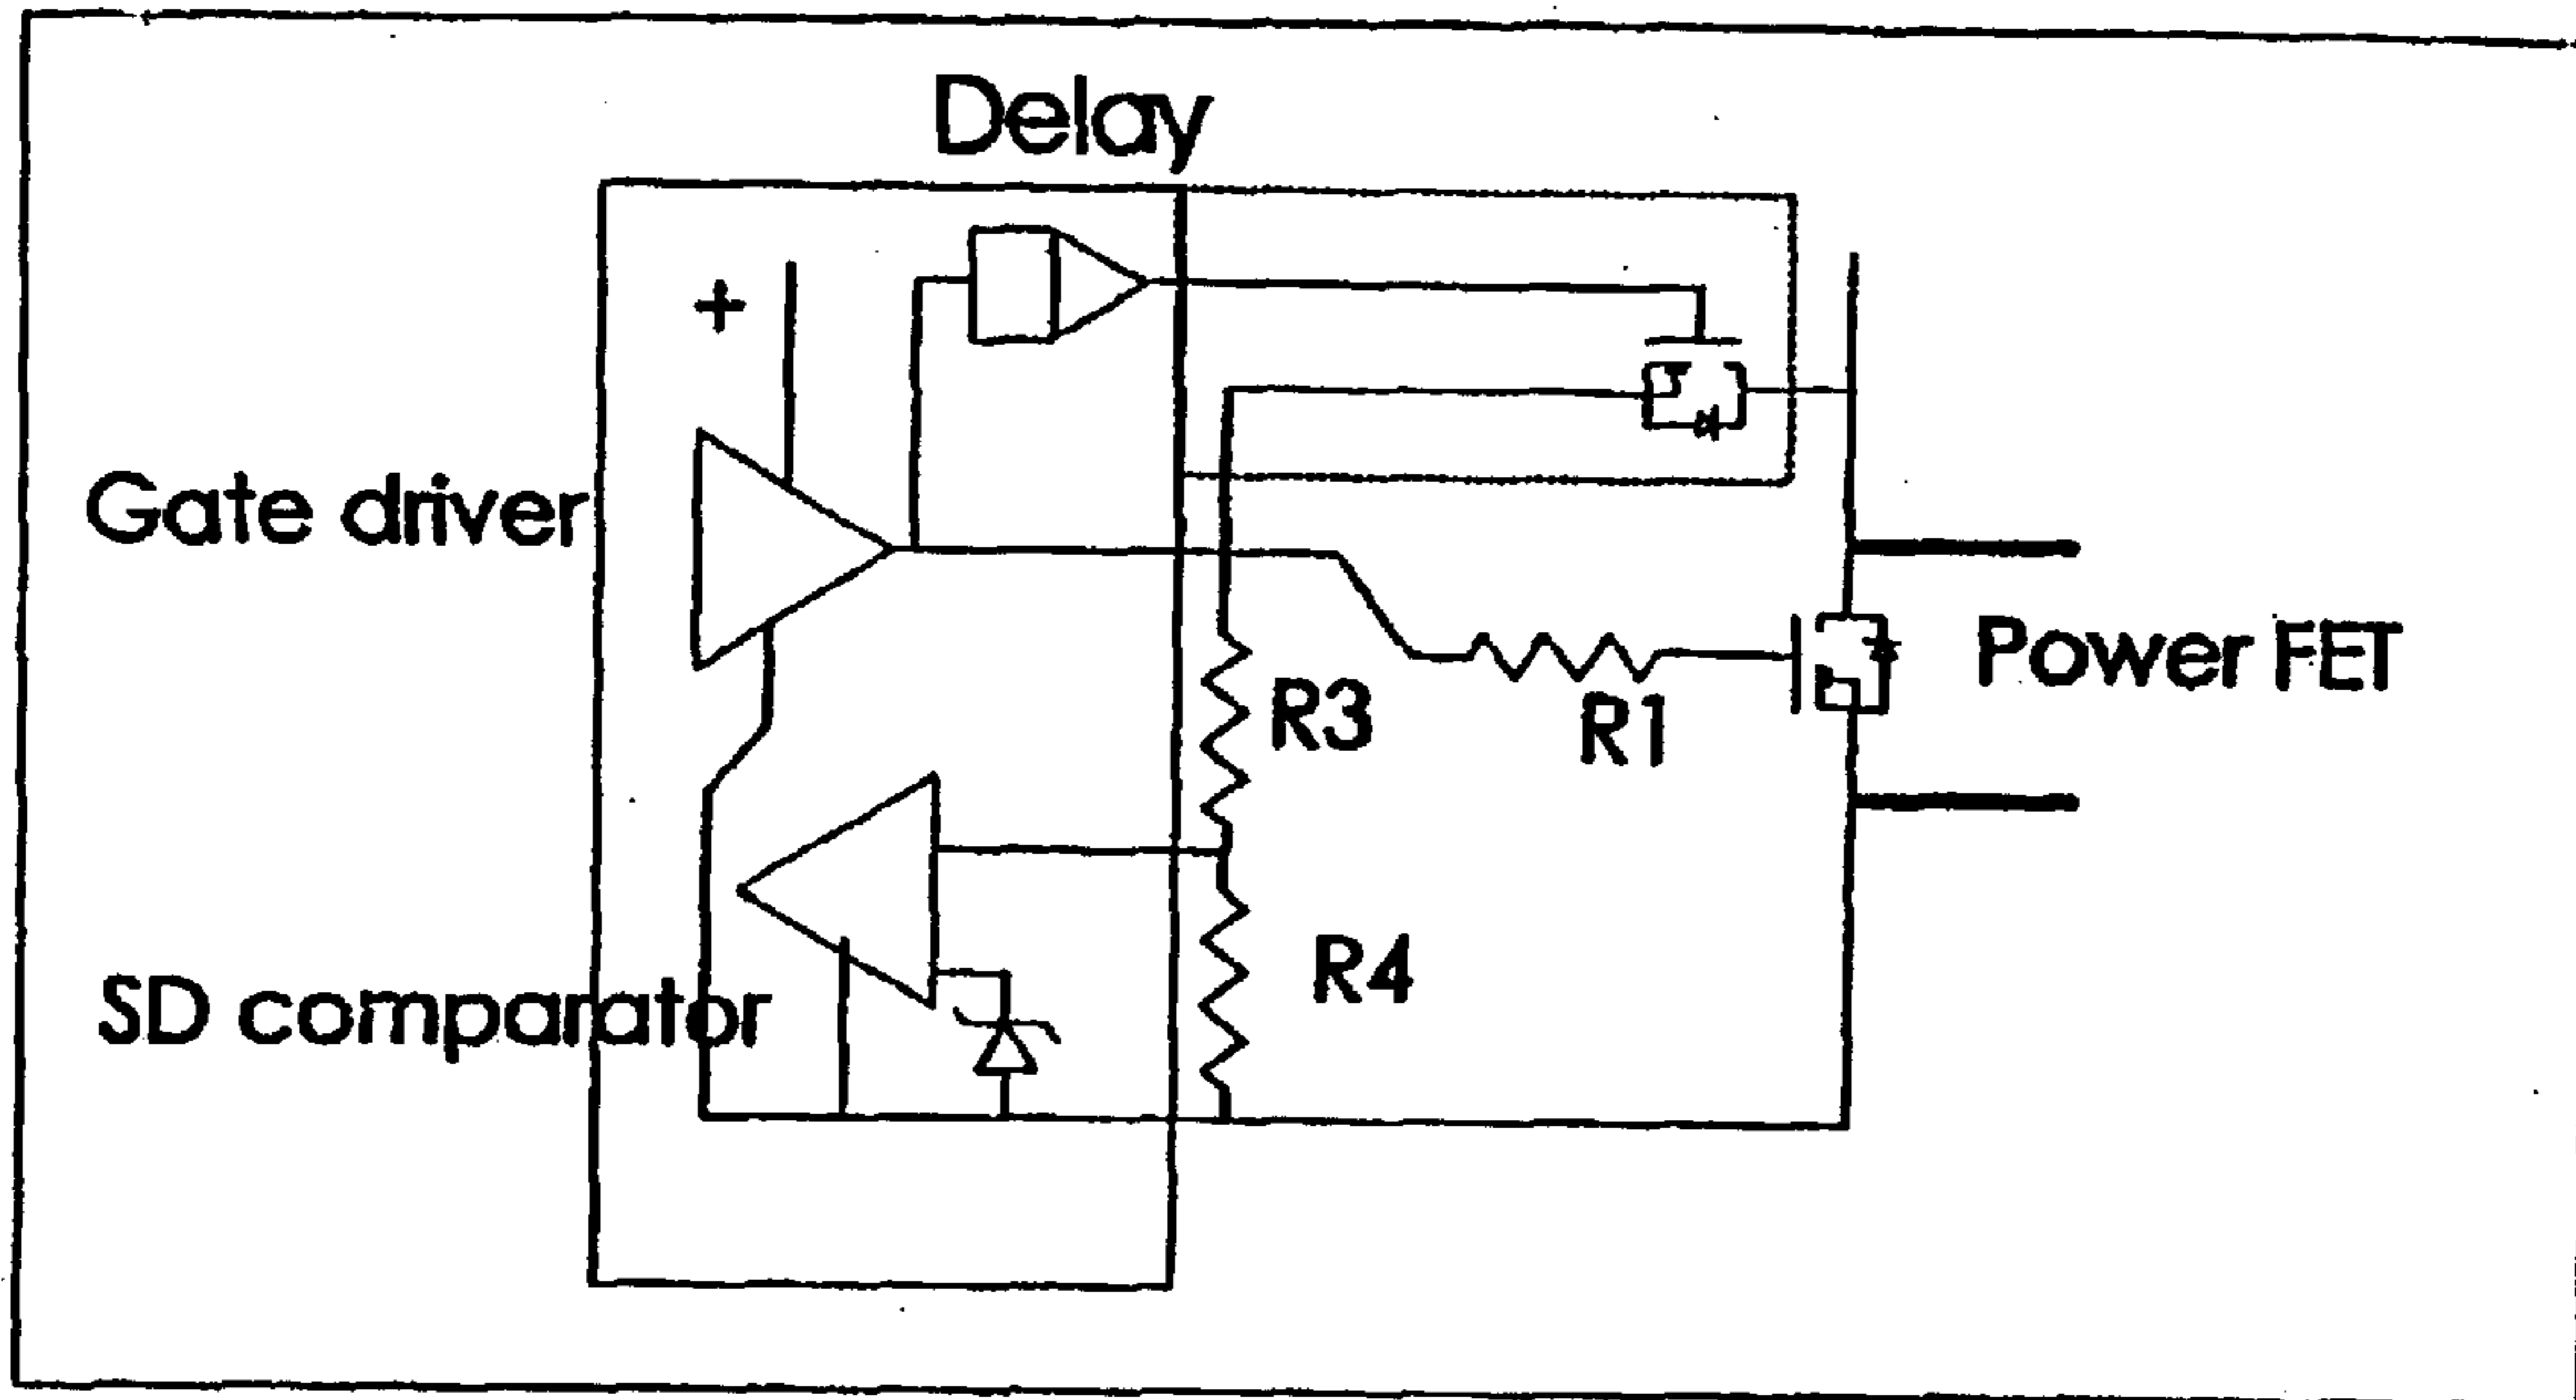 Delay
+
Gate driver
Power FET
R3
R1
SD comparator
R4